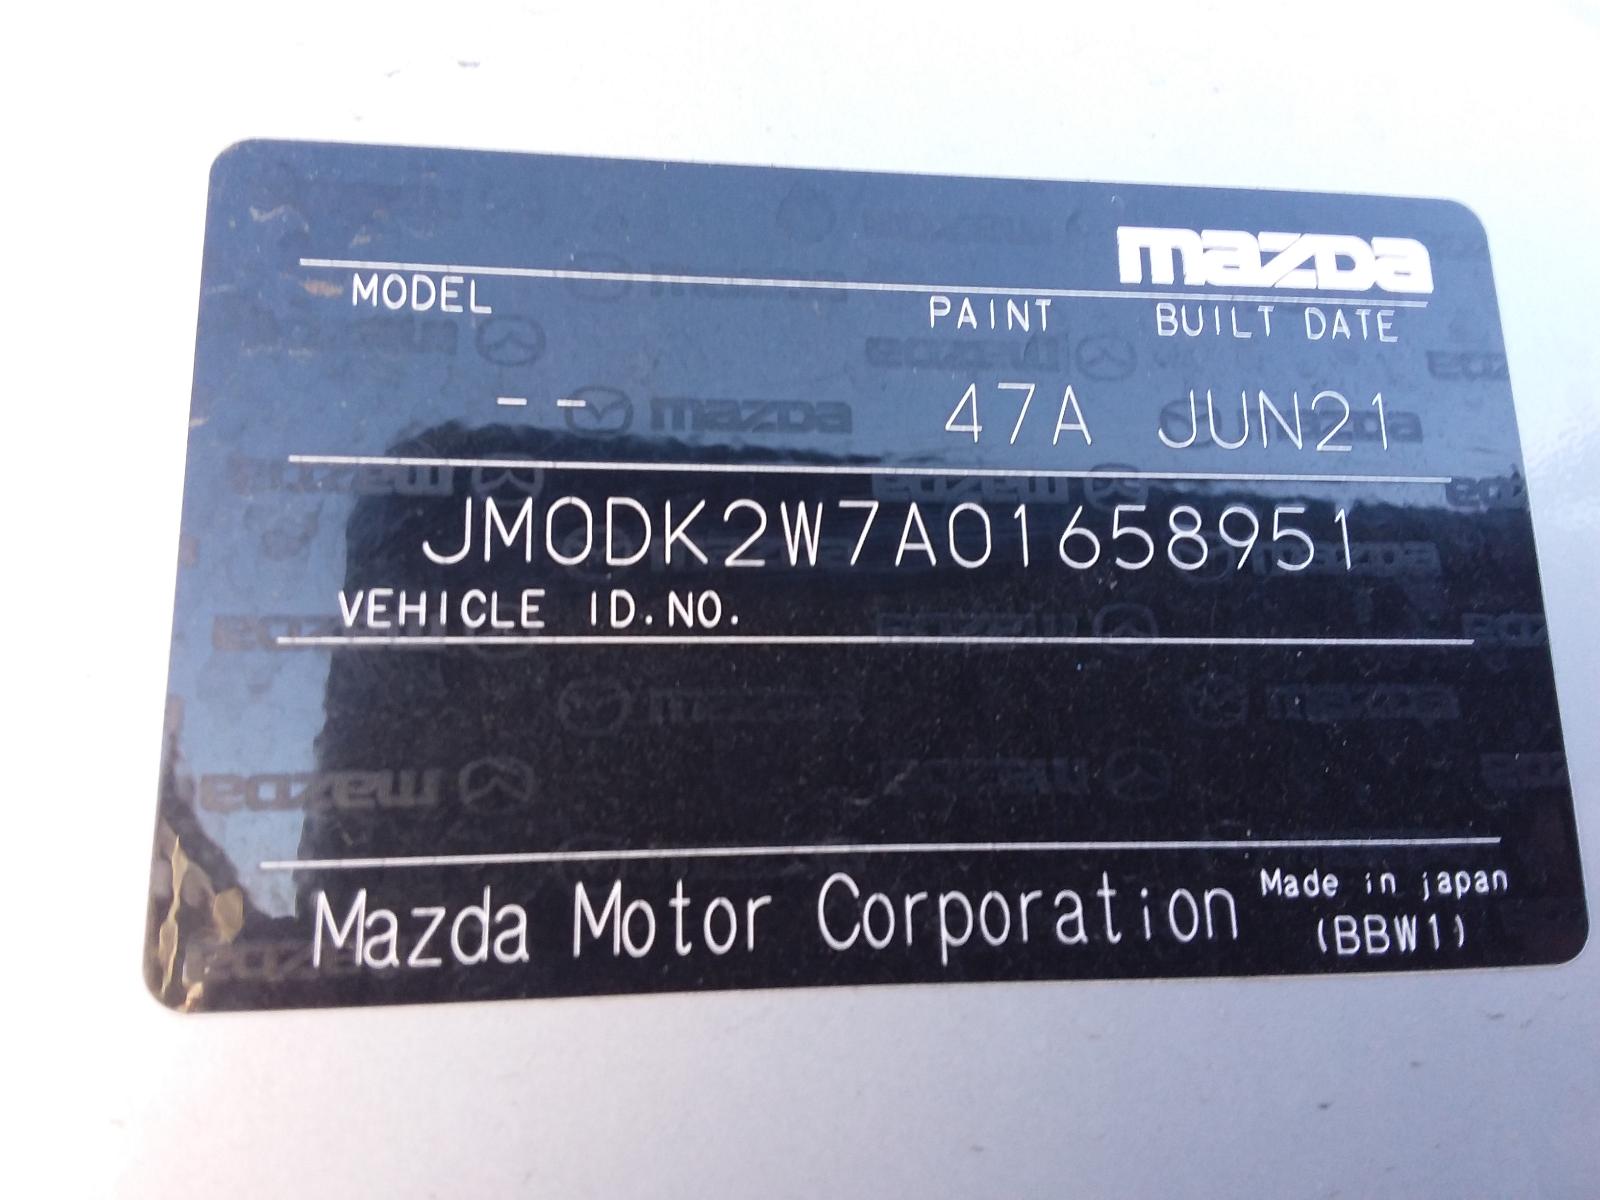 mazda
MODEL PAINT BUILT DATE
-- 47A JUN21
JM0DK2W7A01658951
VEHICLE ID.NO.
Mazda Motor Corporation Made in japan
(BBW1)